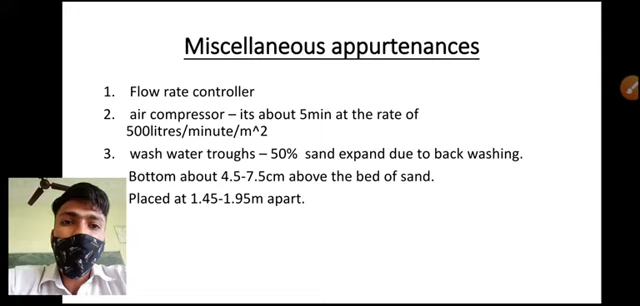 Miscellaneous appurtenances
1. Flow rate controller
2. air compressor – its about 5min at the rate of
500litres/minute/m^2
3. wash water troughs – 50% sand expand due to back washing.
Bottom about 4.5-7.5cm above the bed of sand.
Placed at 1.45-1.95m apart.